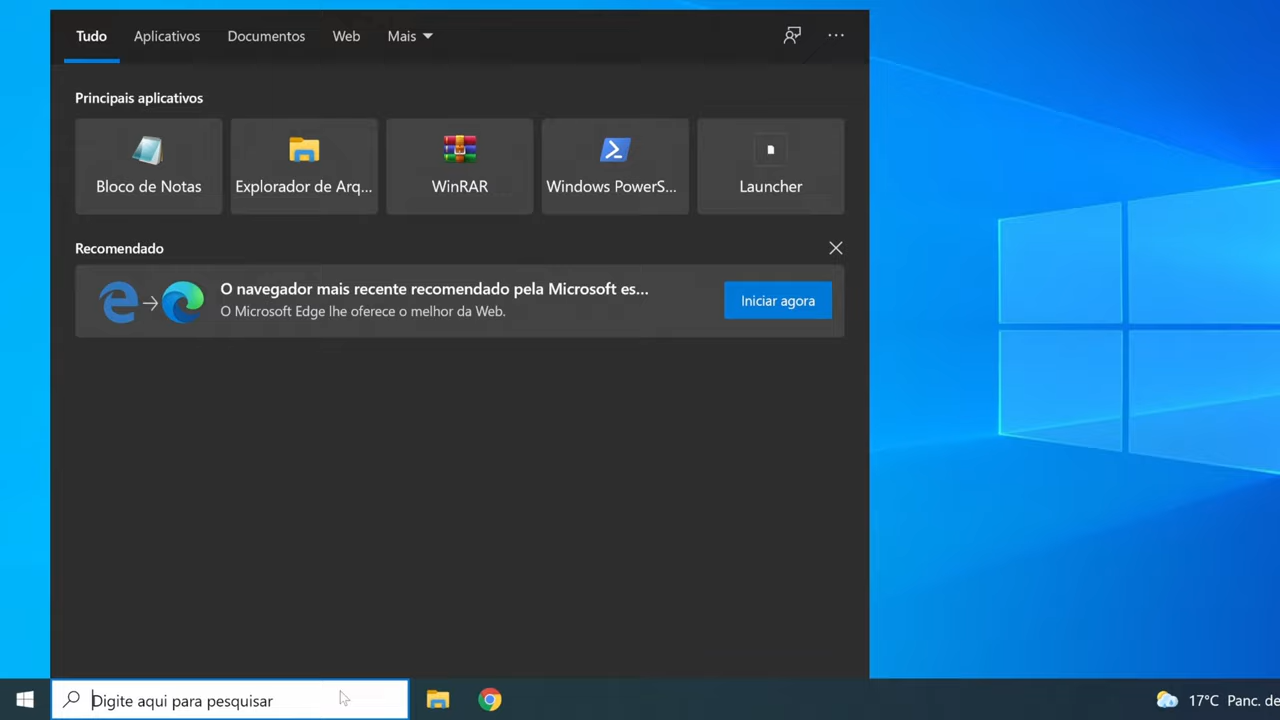 Tudo Aplicativos Documentos Web Mais
Principais aplicativos
Bloco de Notas Explorador de Arq... WinRAR Windows PowerS... Launcher
Recomendado
O navegador mais recente recomendado pela Microsoft es...
O Microsoft Edge lhe oferece o melhor da Web.
Iniciar agora
Digite aqui para pesquisar
17°C Panc. de